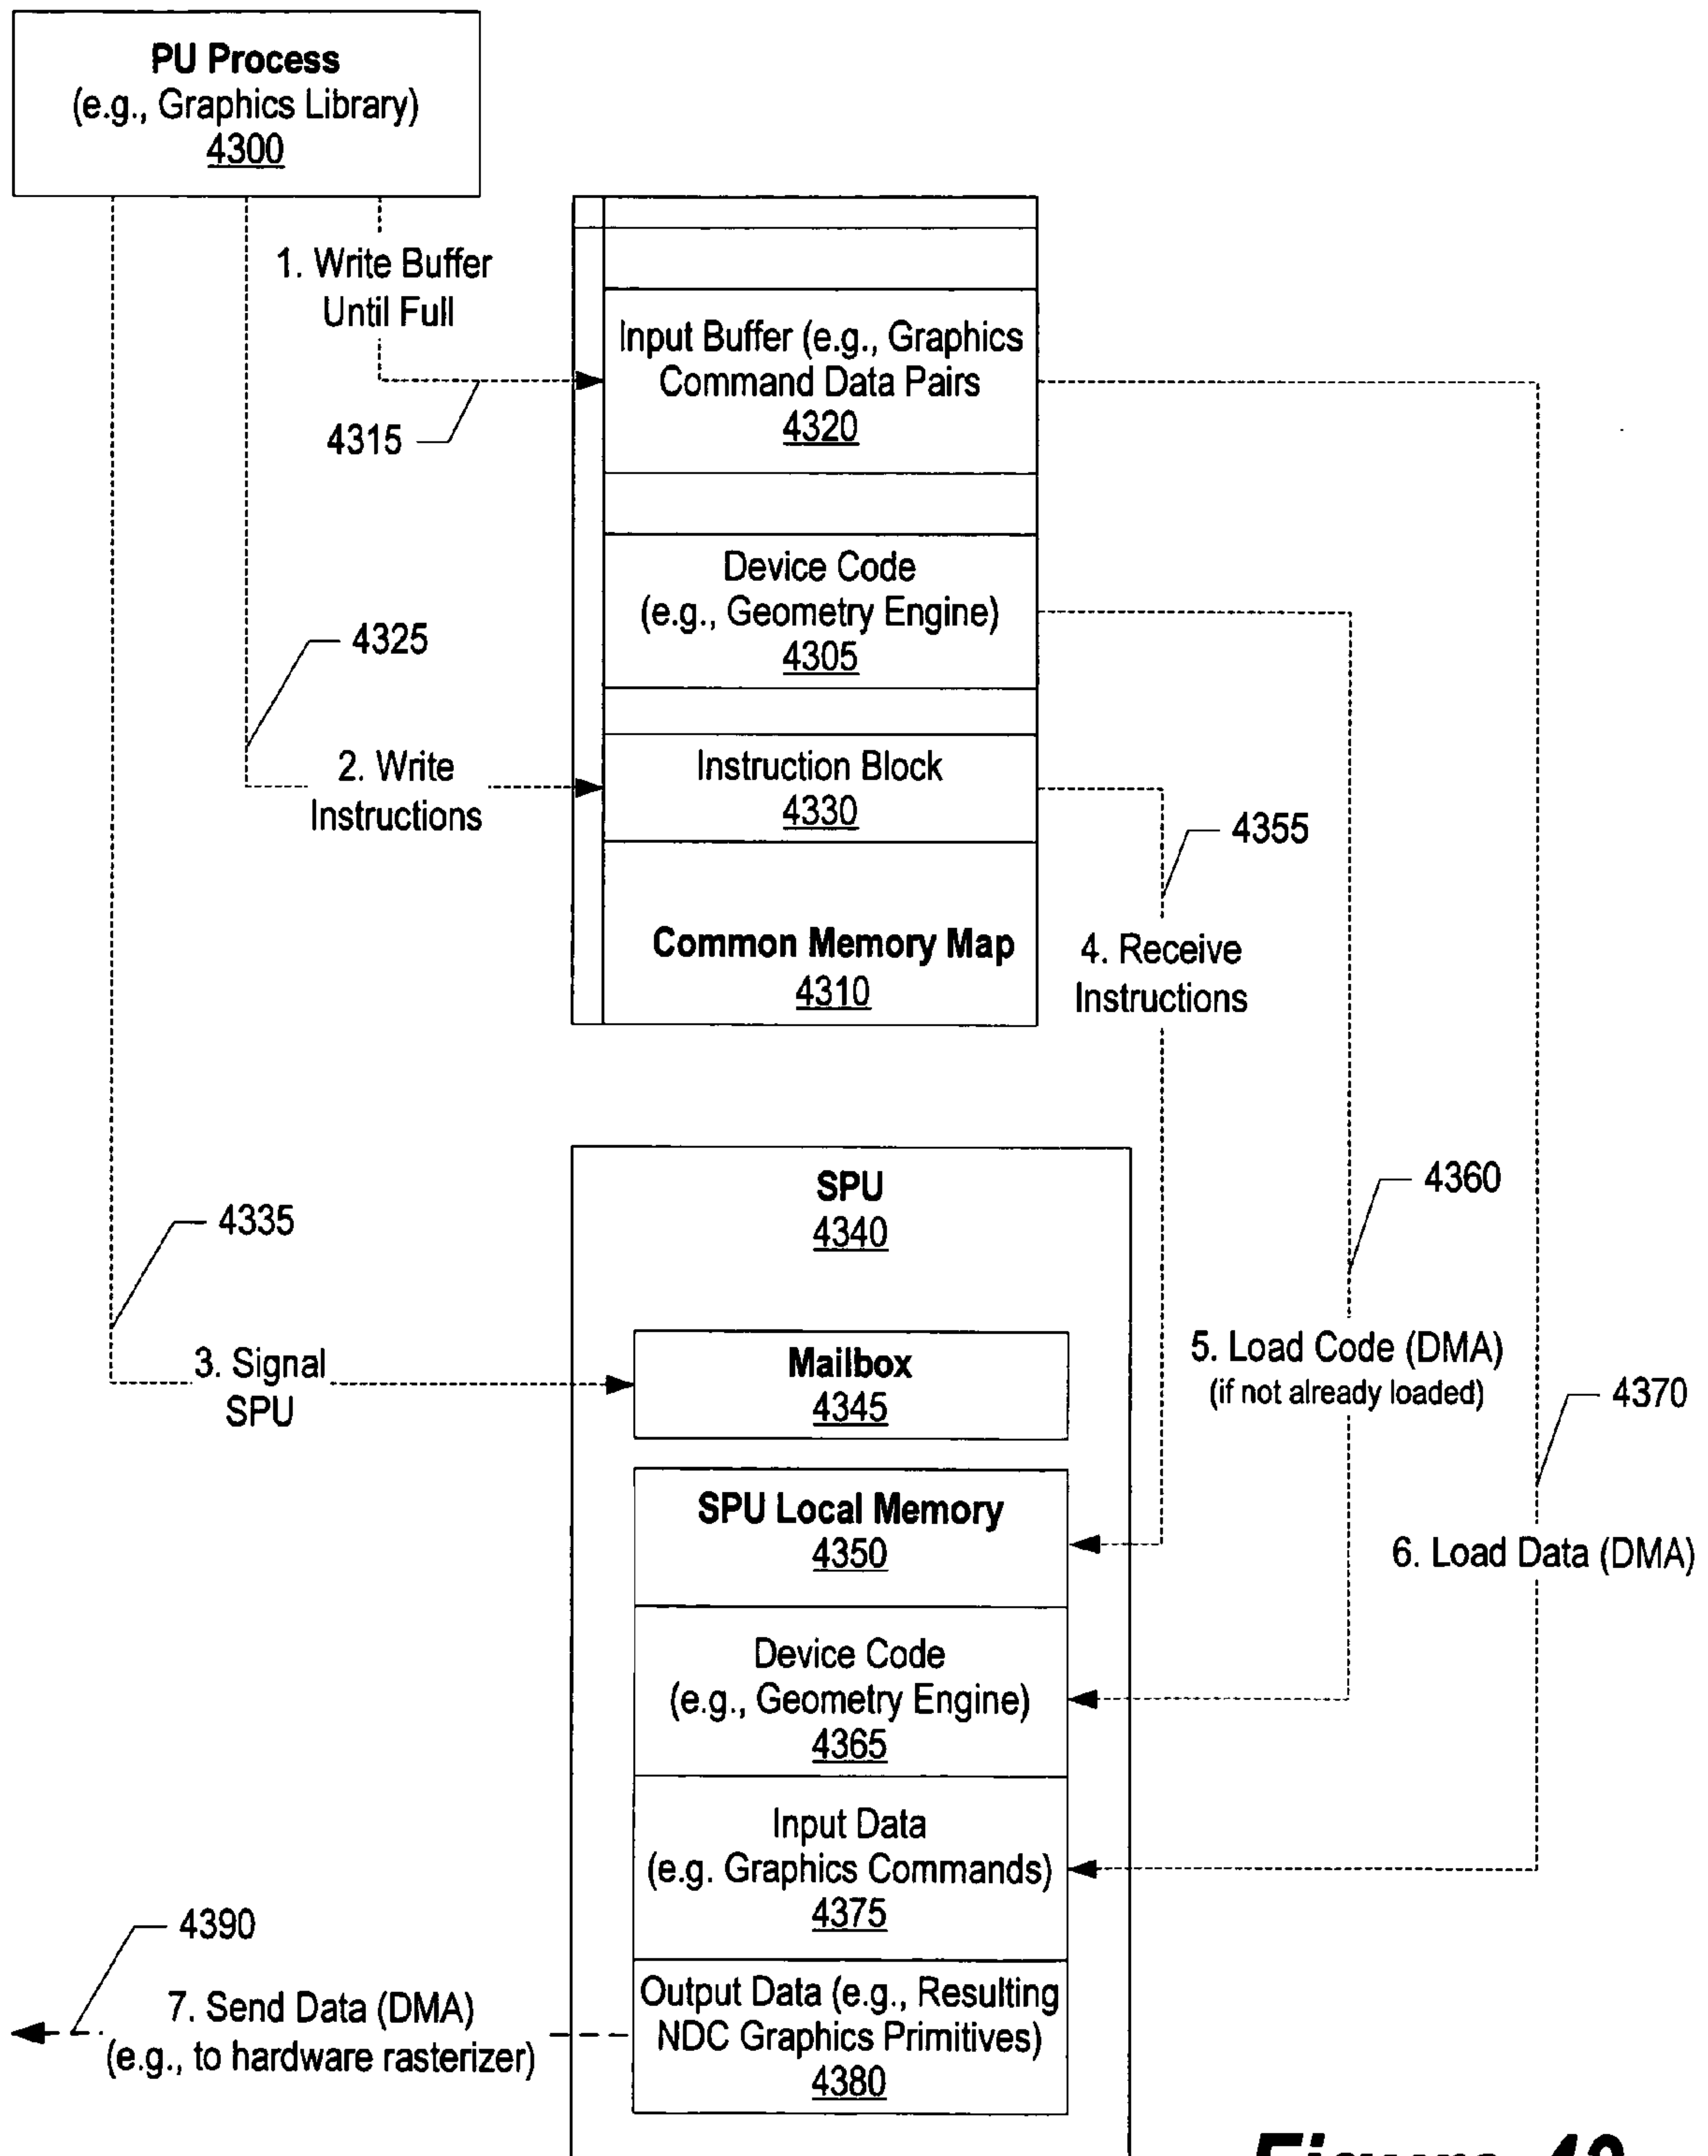 PU Process
(e.g., Graphics Library)
4300
1. Write Buffer
Until Full
4315
Input Buffer (e.g., Graphics
Command Data Pairs
4320
Device Code
(e.g., Geometry Engine)
4305
4325
2. Write
Instructions
Instruction Block
4330
4355
Common Memory Map
4310
4. Receive
Instructions
SPU
4340
4360
4335
3. Signal
SPU
Mailbox
4345
5. Load Code (DMA)
(if not already loaded)
4370
SPU Local Memory
4350
6. Load Data (DMA)
Device Code
(e.g., Geometry Engine)
4365
Input Data
(e.g. Graphics Commands)
4375
4390
7. Send Data (DMA)
(e.g., to hardware rasterizer)
Output Data (e.g., Resulting
NDC Graphics Primitives)
4380
Figure